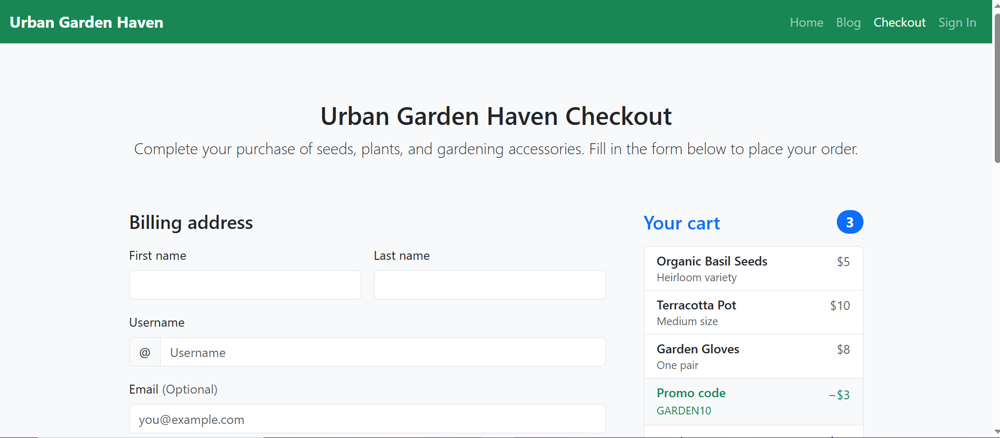 Urban Garden Haven
Home Blog Checkout Sign In
Urban Garden Haven Checkout
Complete your purchase of seeds, plants, and gardening accessories. Fill in the form below to place your order.
Billing address
First name Last name
Username
@ Username
Email (Optional)
you@example.com
Your cart 3
Organic Basil Seeds $5
Heirloom variety
Terracotta Pot $10
Medium size
Garden Gloves $8
One pair
Promo code −$3
GARDEN10